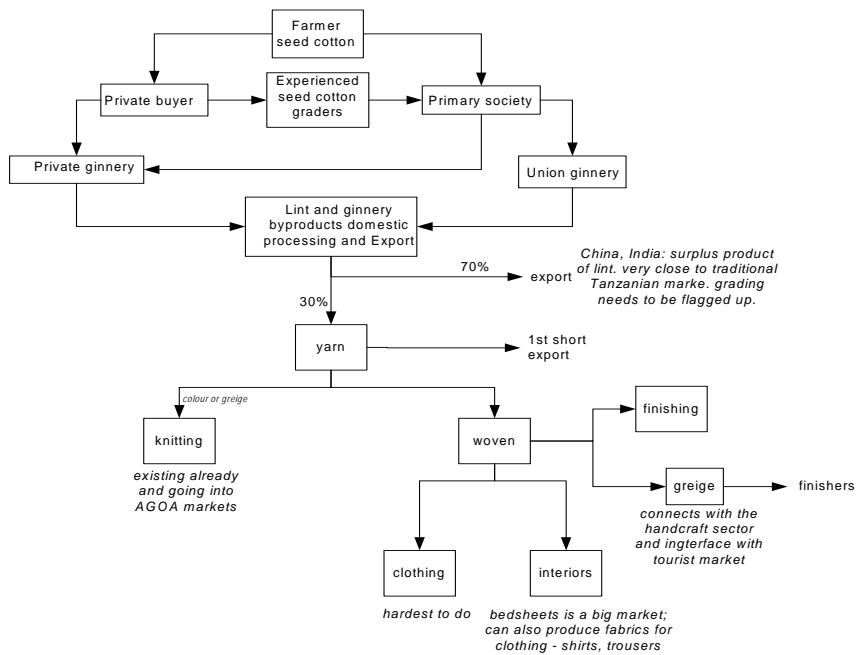 Farmer
seed cotton
Private buyer
Experienced
seed cotton
graders
Primary society
Private ginnery
Union ginnery
Lint and ginnery
byproducts domestic
processing and Export
70%
export
China, India: surplus product
of lint. very close to traditional
Tanzanian marke. grading
needs to be flagged up.
30%
yarn
1st short
export
colour or greige
knitting
existing already
and going into
AGOA markets
woven
finishing
greige
finishers
connects with the
handcraft sector
and ingterface with
tourist market
clothing
interiors
hardest to do
bedsheets is a big market;
can also produce fabrics for
clothing - shirts, trousers